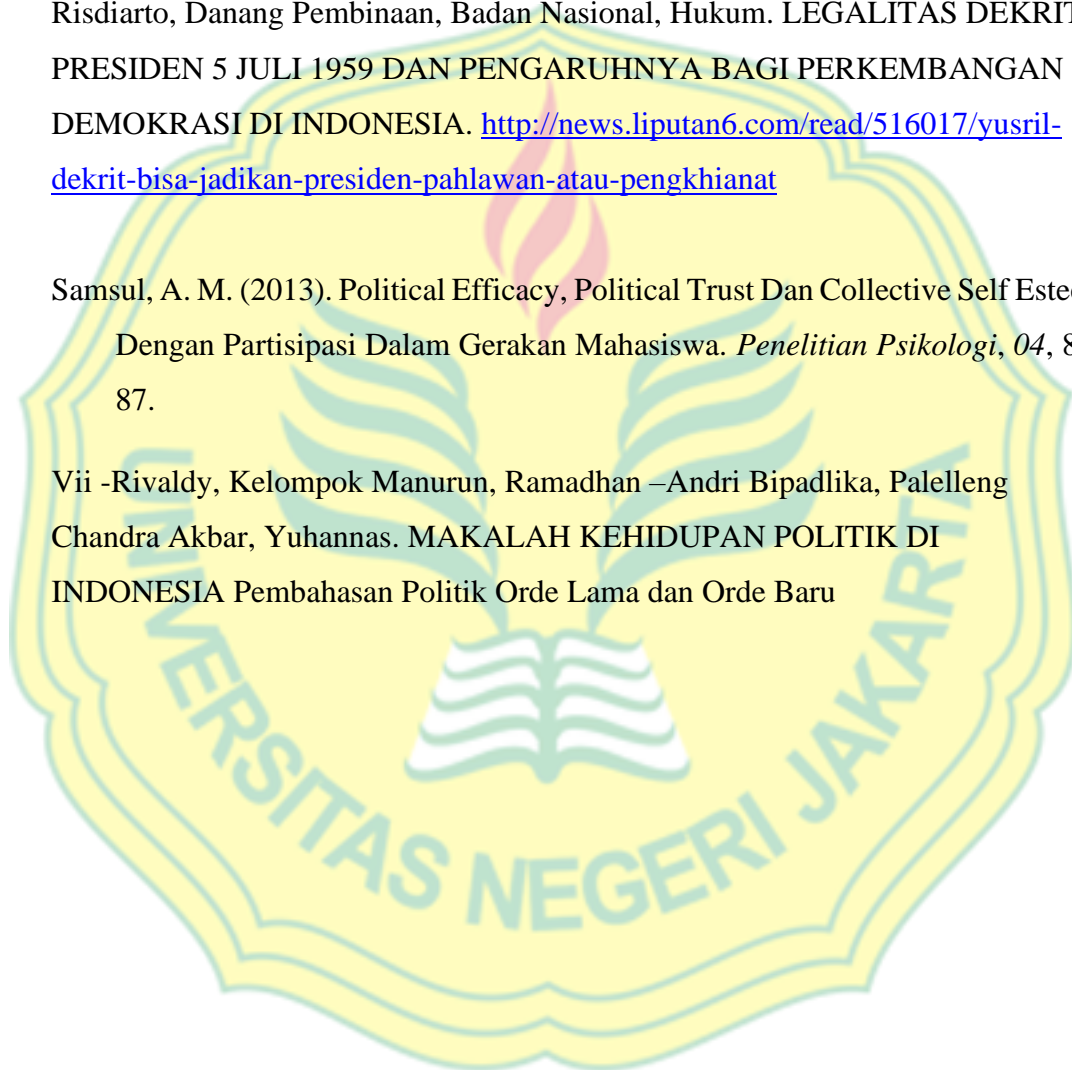 Risdiarto, Danang Pembinaan, Badan Nasional, Hukum. LEGALITAS DEKRIT
PRESIDEN 5 JULI 1959 DAN PENGARUHNYA BAGI PERKEMBANGAN
DEMOKRASI DI INDONESIA. http://news.liputan6.com/read/516017/yusril-
dekrit-bisa-jadikan-presiden-pahlawan-atau-pengkhianat
Samsul, A. M. (2013). Political Efficacy, Political Trust Dan Collective Self
Dengan Partisipasi Dalam Gerakan Mahasiswa. Penelitian Psikologi, 04,
87.
Vii -Rivaldy, Kelompok Manurun, Ramadhan –Andri Bipadlika, Palelleng
Chandra Akbar, Yuhannas. MAKALAH KEHIDUPAN POLITIK DI
INDONESIA Pembahasan Politik Orde Lama dan Orde Baru
UNIVERSITAS NEGERI JAKARTA